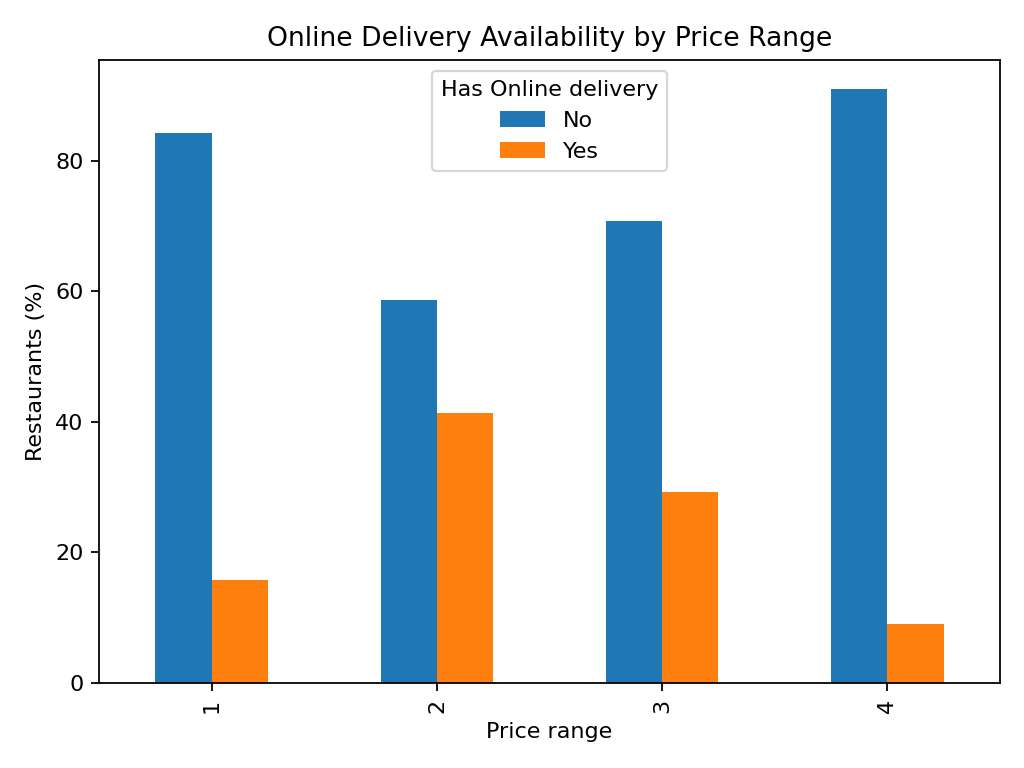 Online Delivery Availability by Price Range
Has Online delivery
No
Yes
Restaurants (%)
80
60
40
20
0
1
2
3
4
Price range